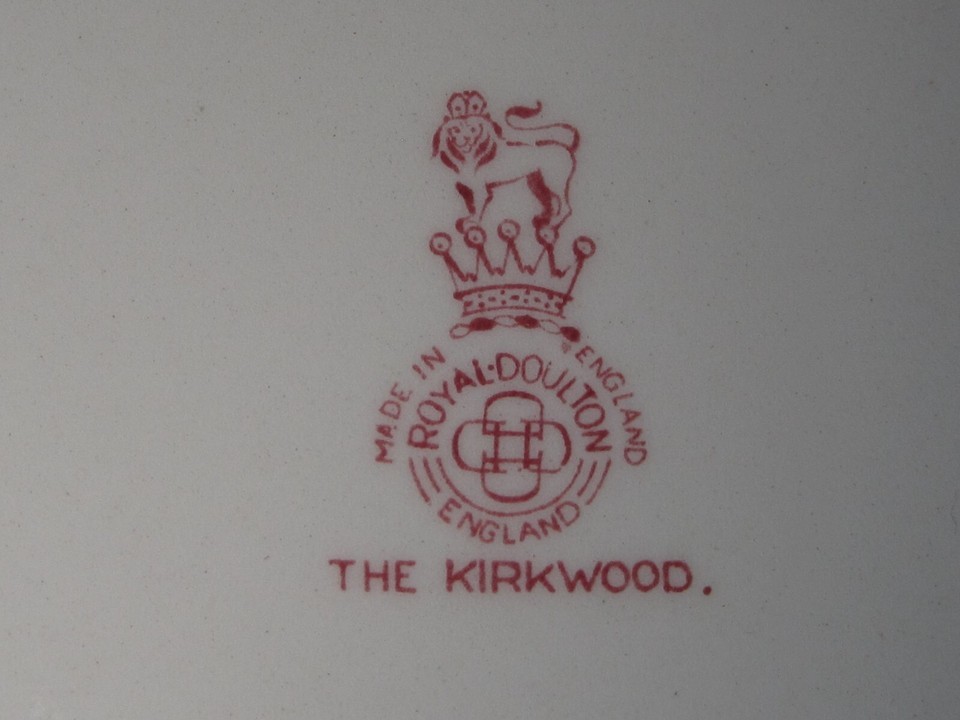 MADE IN ENGLAND
ROYAL·DOULTON
ENGLAND
THE KIRKWOOD.